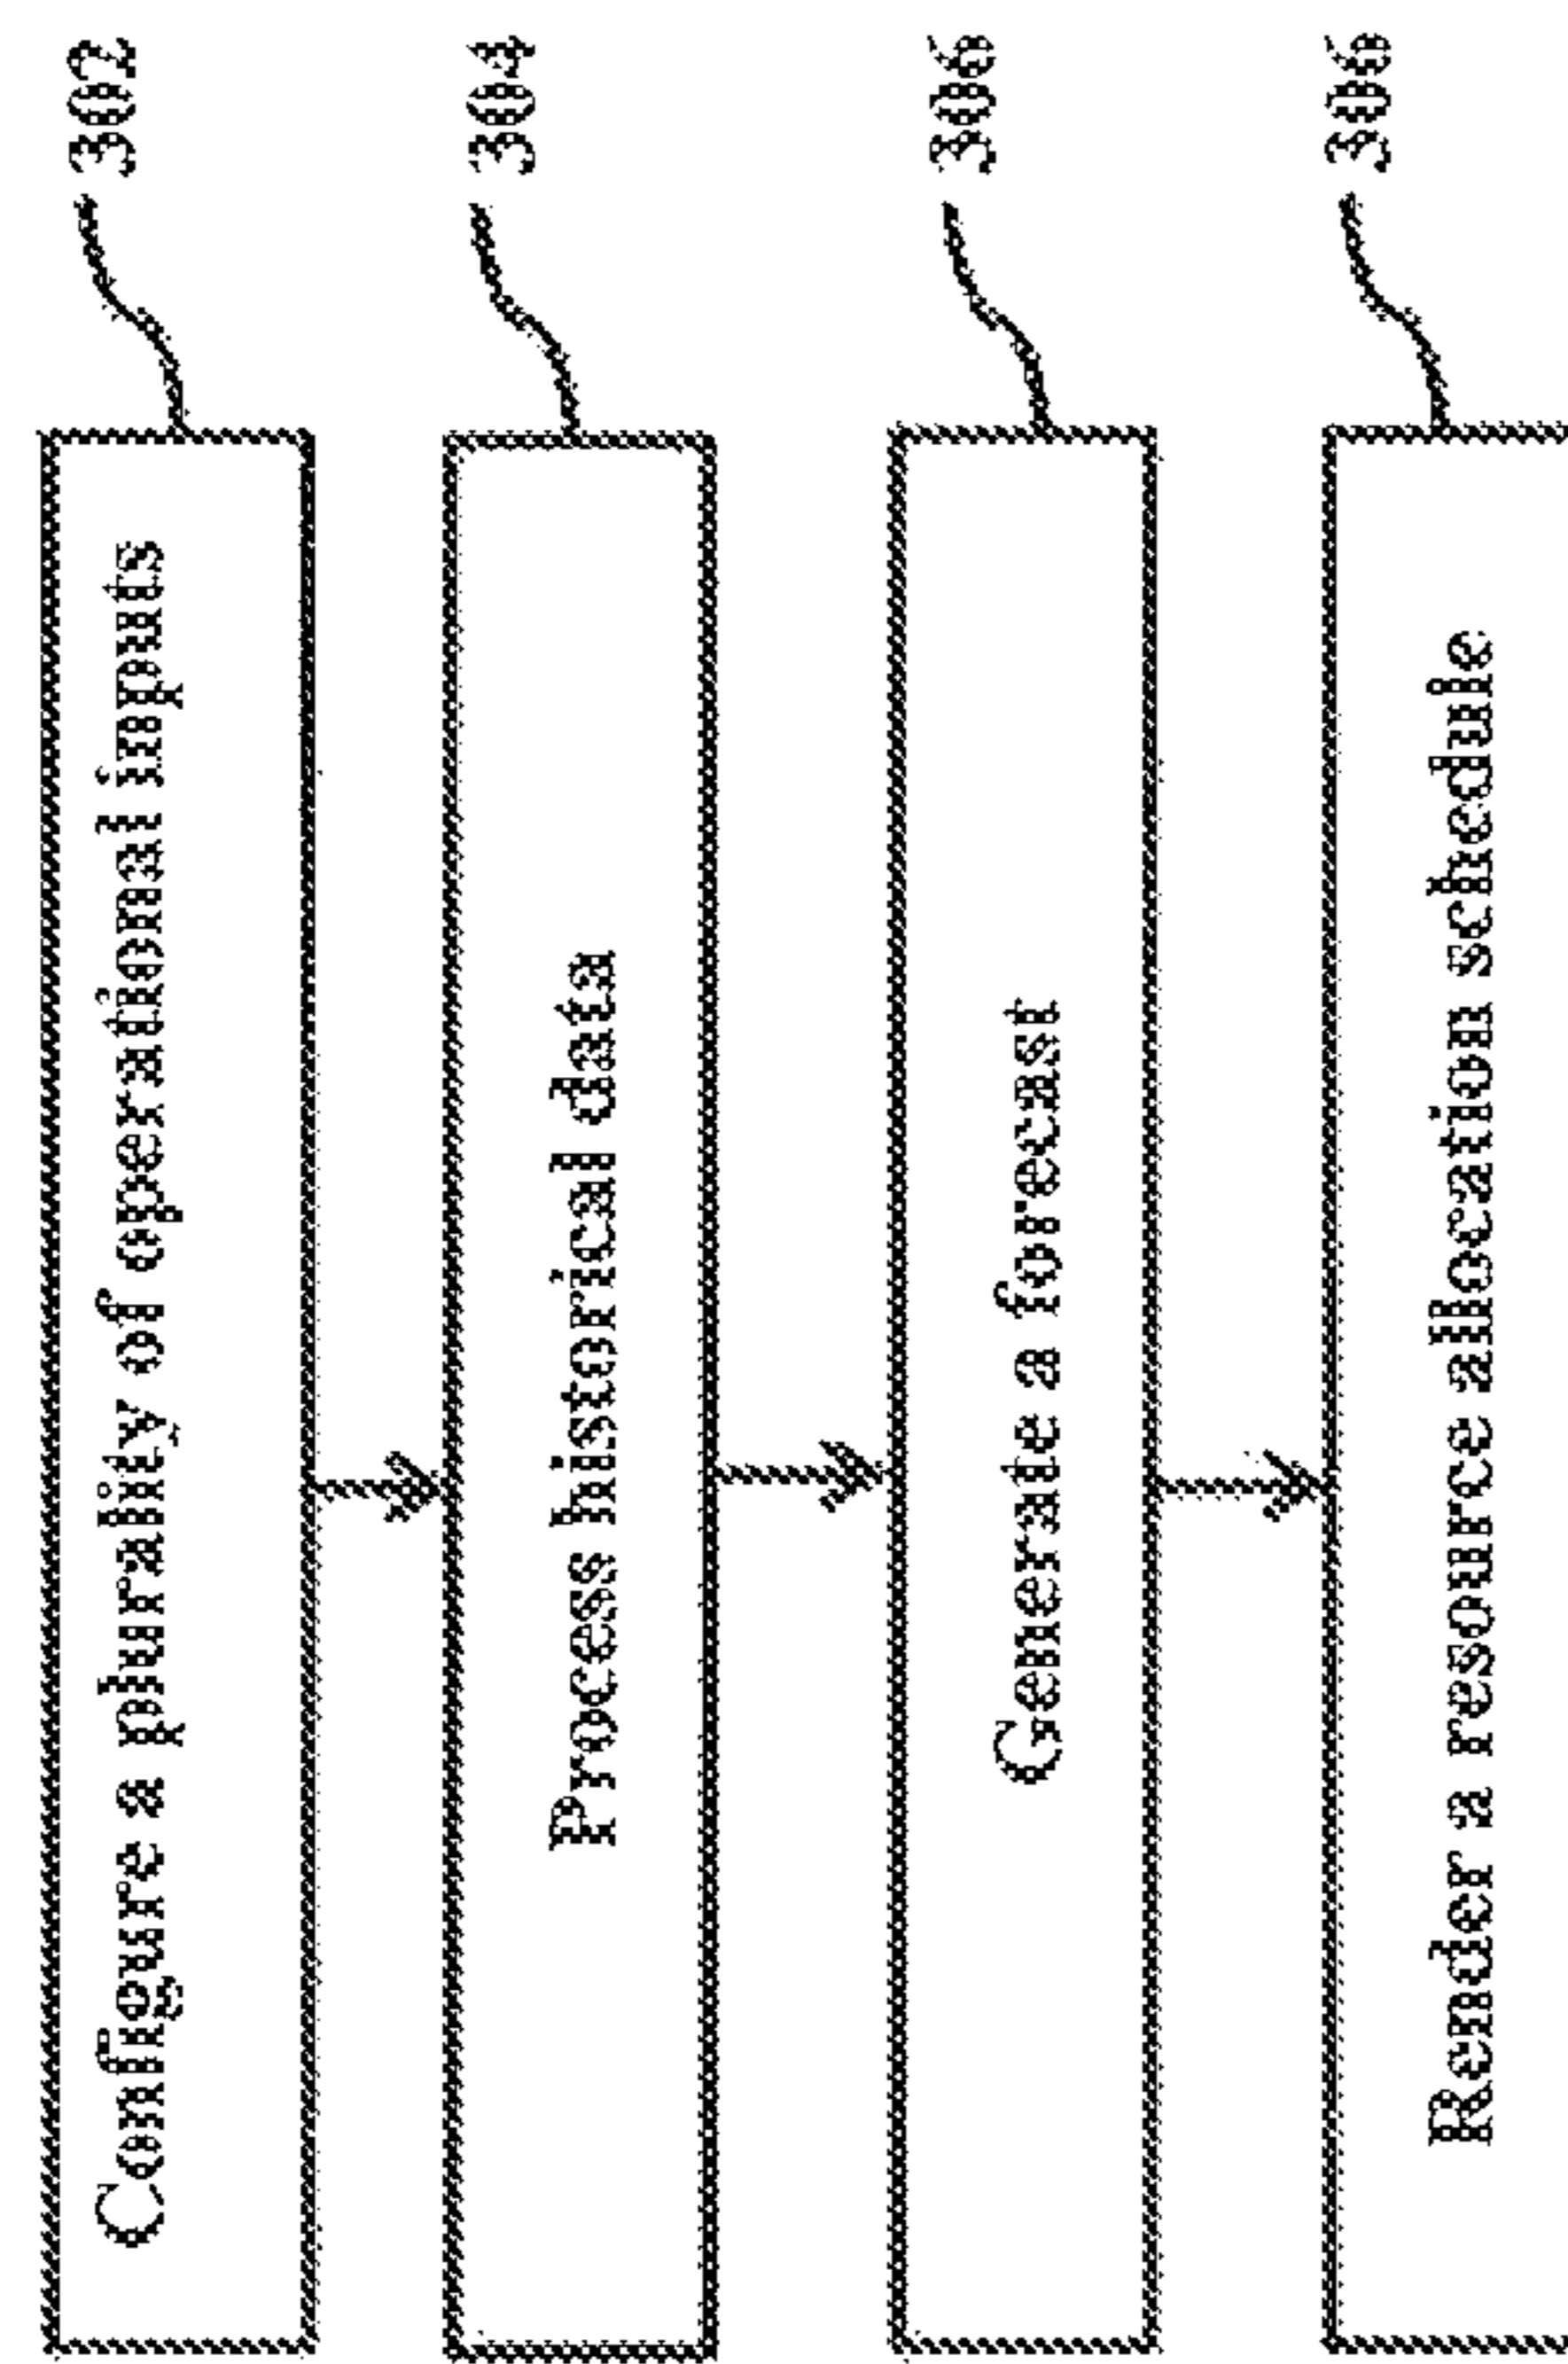 Configure a plurality of operational inputs
302
Process historical data
304
Generate a forecast
306
Render a resource allocation schedule
306